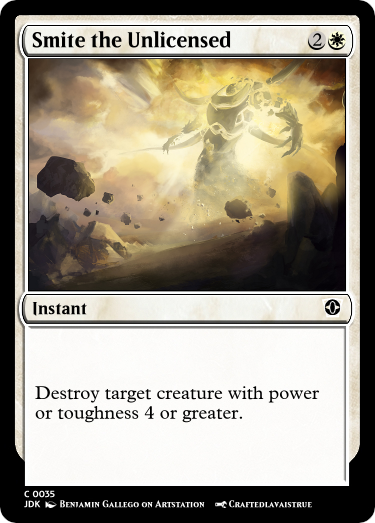 Smite the Unlicensed 2
Instant
Destroy target creature with power
or toughness 4 or greater.
C 0035
JDK Benjamin Gallego on Artstation Craftedlavaistrue